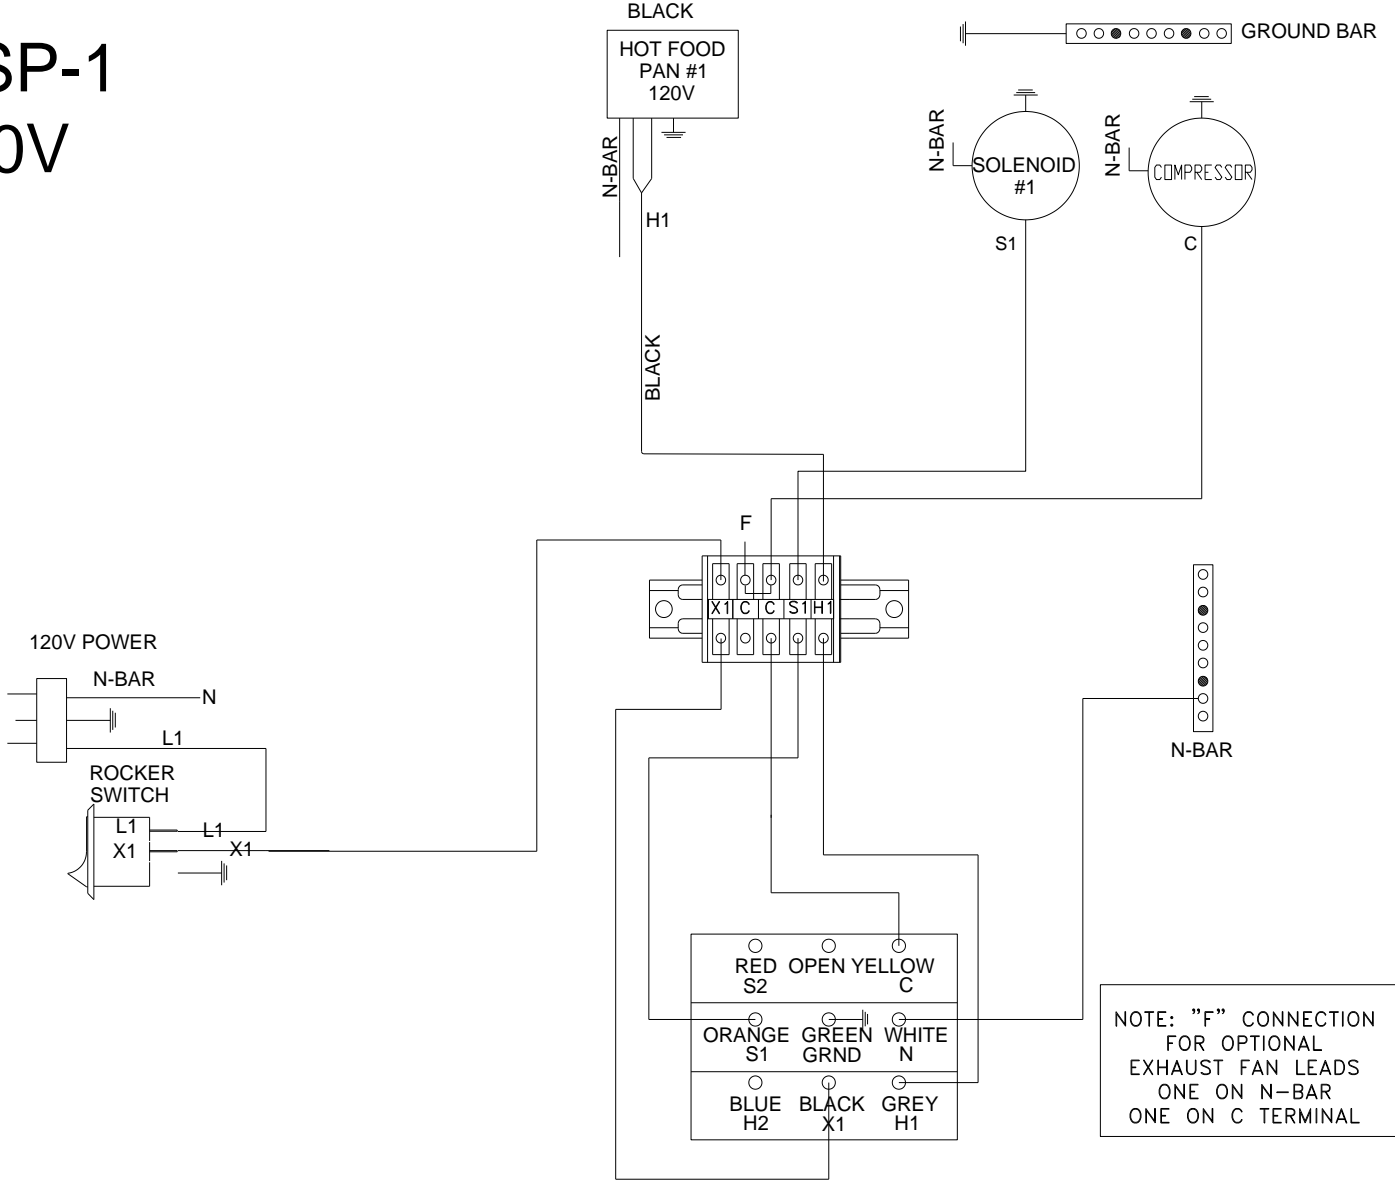 SP-1
0V
BLACK
HOT FOOD
PAN #1
120V
N-BAR
H1
BLACK
GROUND BAR
N-BAR
SOLENOID
#1
S1
N-BAR
COMPRESSOR
C
F
X1 C C S1 H1
120V POWER
N-BAR
N
L1
ROCKER
SWITCH
L1
L1
X1
X1
N-BAR
RED OPEN YELLOW
S2 C
ORANGE GREEN WHITE
S1 GRND N
BLUE BLACK GREY
H2 X1 H1
NOTE: "F" CONNECTION
FOR OPTIONAL
EXHAUST FAN LEADS
ONE ON N-BAR
ONE ON C TERMINAL